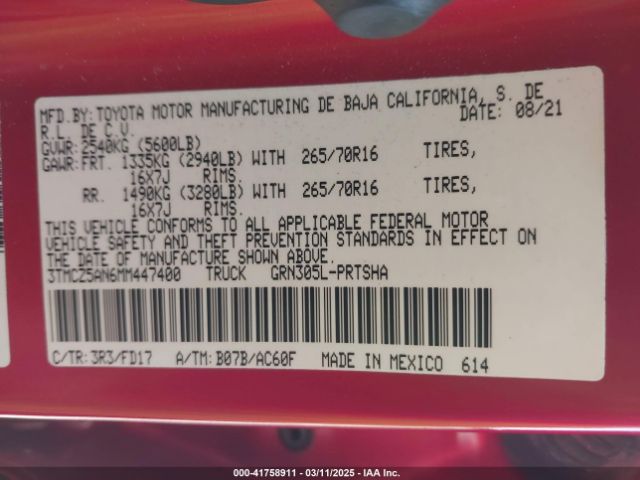 MFD.BY:TOYOTA MOTOR MANUFACTURING DE BAJA CALIFORNIA, S. DE
R.L. DE C.V. DATE: 08/21
GVWR:2540KG (5600LB)
GAWR:FRT. 1335KG (2940LB) WITH 265/70R16 TIRES,
16X7J RIMS.
RR. 1490KG (3280LB) WITH 265/70R16 TIRES,
16X7J RIMS.
THIS VEHICLE CONFORMS TO ALL APPLICABLE FEDERAL MOTOR
VEHICLE SAFETY AND THEFT PREVENTION STANDARDS IN EFFECT ON
THE DATE OF MANUFACTURE SHOWN ABOVE.
3TMCZ5AN6MM447400 TRUCK GRN305L-PRTSHA
C/TR:3R3/FD17 A/TM:B07B/AC60F MADE IN MEXICO 614
000-41758911 - 03/11/2025 - IAA Inc.